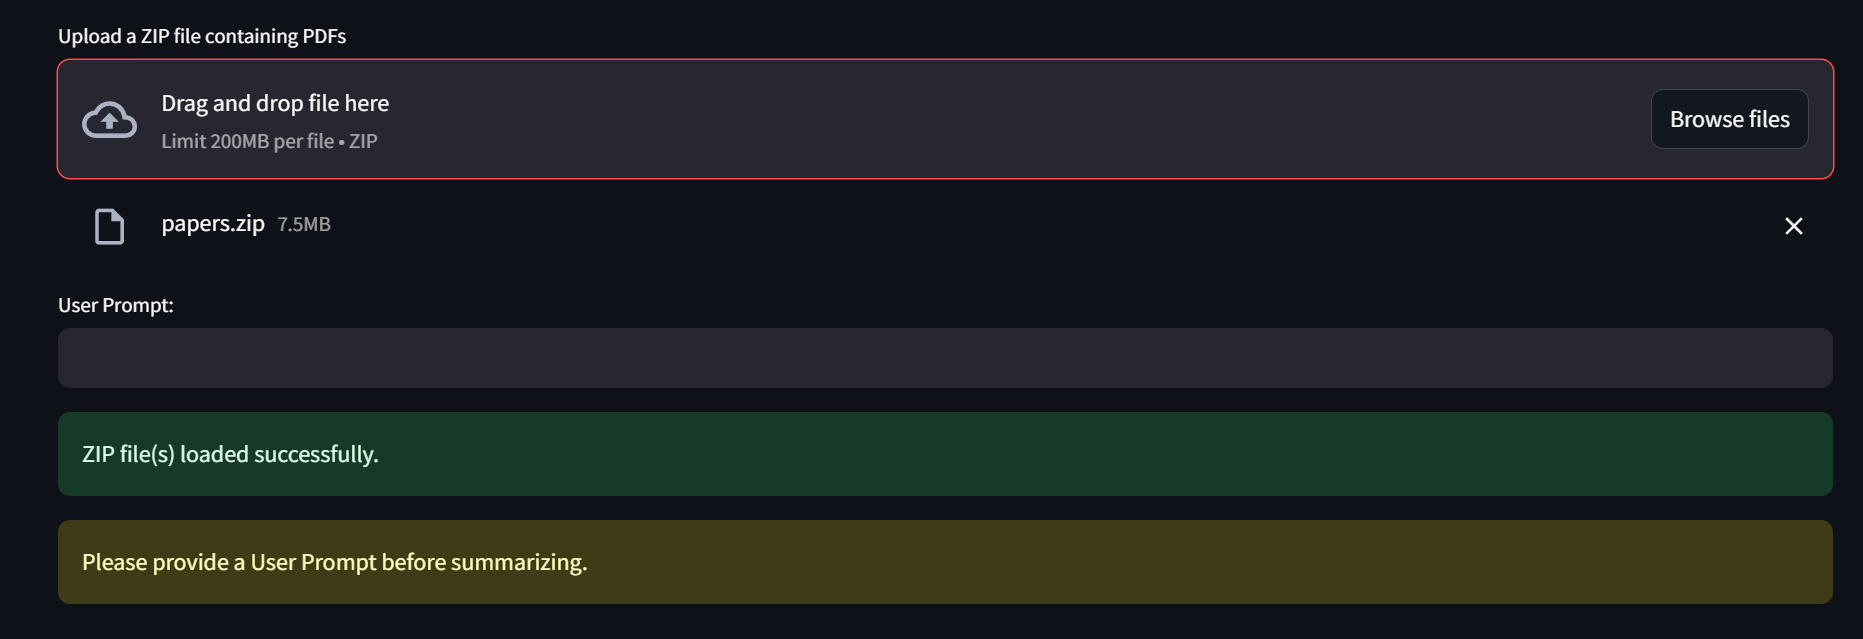 Upload a ZIP file containing PDFs
Drag and drop file here
Limit 200MB per file • ZIP
Browse files
papers.zip 7.5MB
User Prompt:
ZIP file(s) loaded successfully.
Please provide a User Prompt before summarizing.